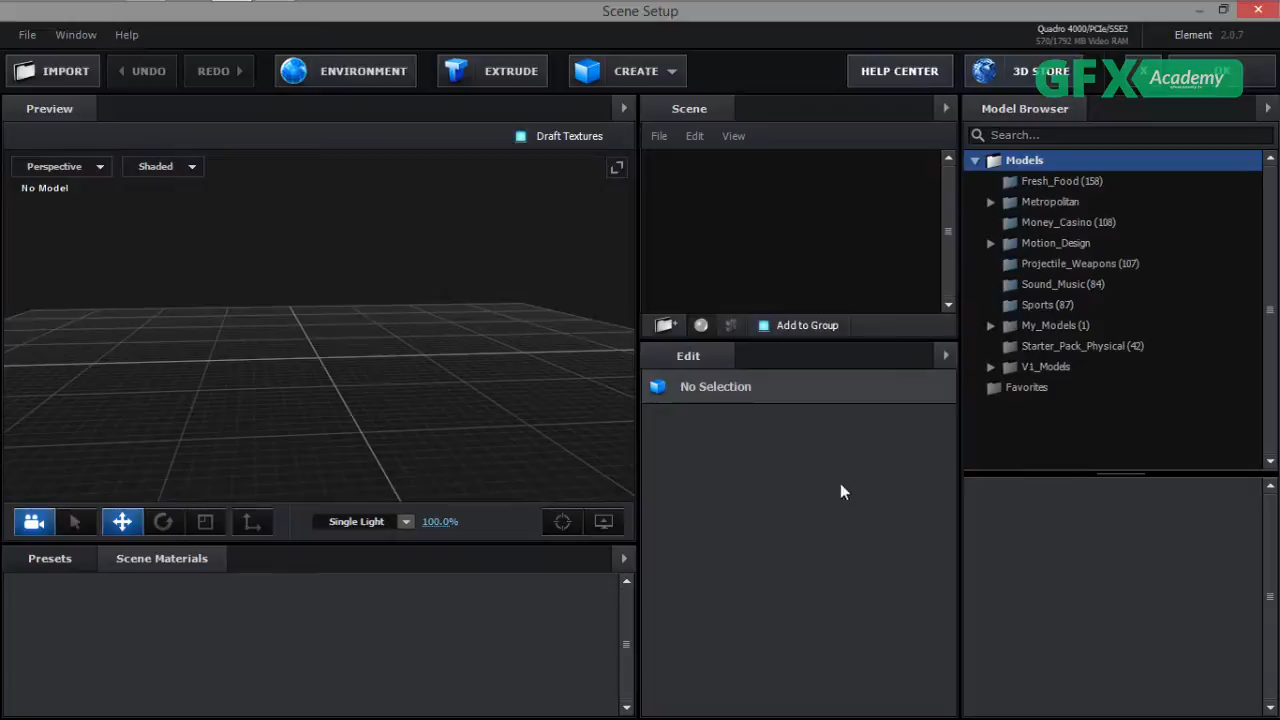 Scene Setup
File Window Help
Quadro 4000/PCIe/SSE2
570/1792 MB Video RAM
Element 2.0.7
IMPORT UNDO REDO ENVIRONMENT EXTRUDE CREATE HELP CENTER 3D STORE X OK
GFX Academy
Preview
Draft Textures
Perspective Shaded
No Model
Single Light 100.0%
Presets Scene Materials
Scene
File Edit View
Add to Group
Edit
No Selection
Model Browser
Search...
Models
Fresh_Food (158)
Metropolitan
Money_Casino (108)
Motion_Design
Projectile_Weapons (107)
Sound_Music (84)
Sports (87)
My_Models (1)
Starter_Pack_Physical (42)
V1_Models
Favorites